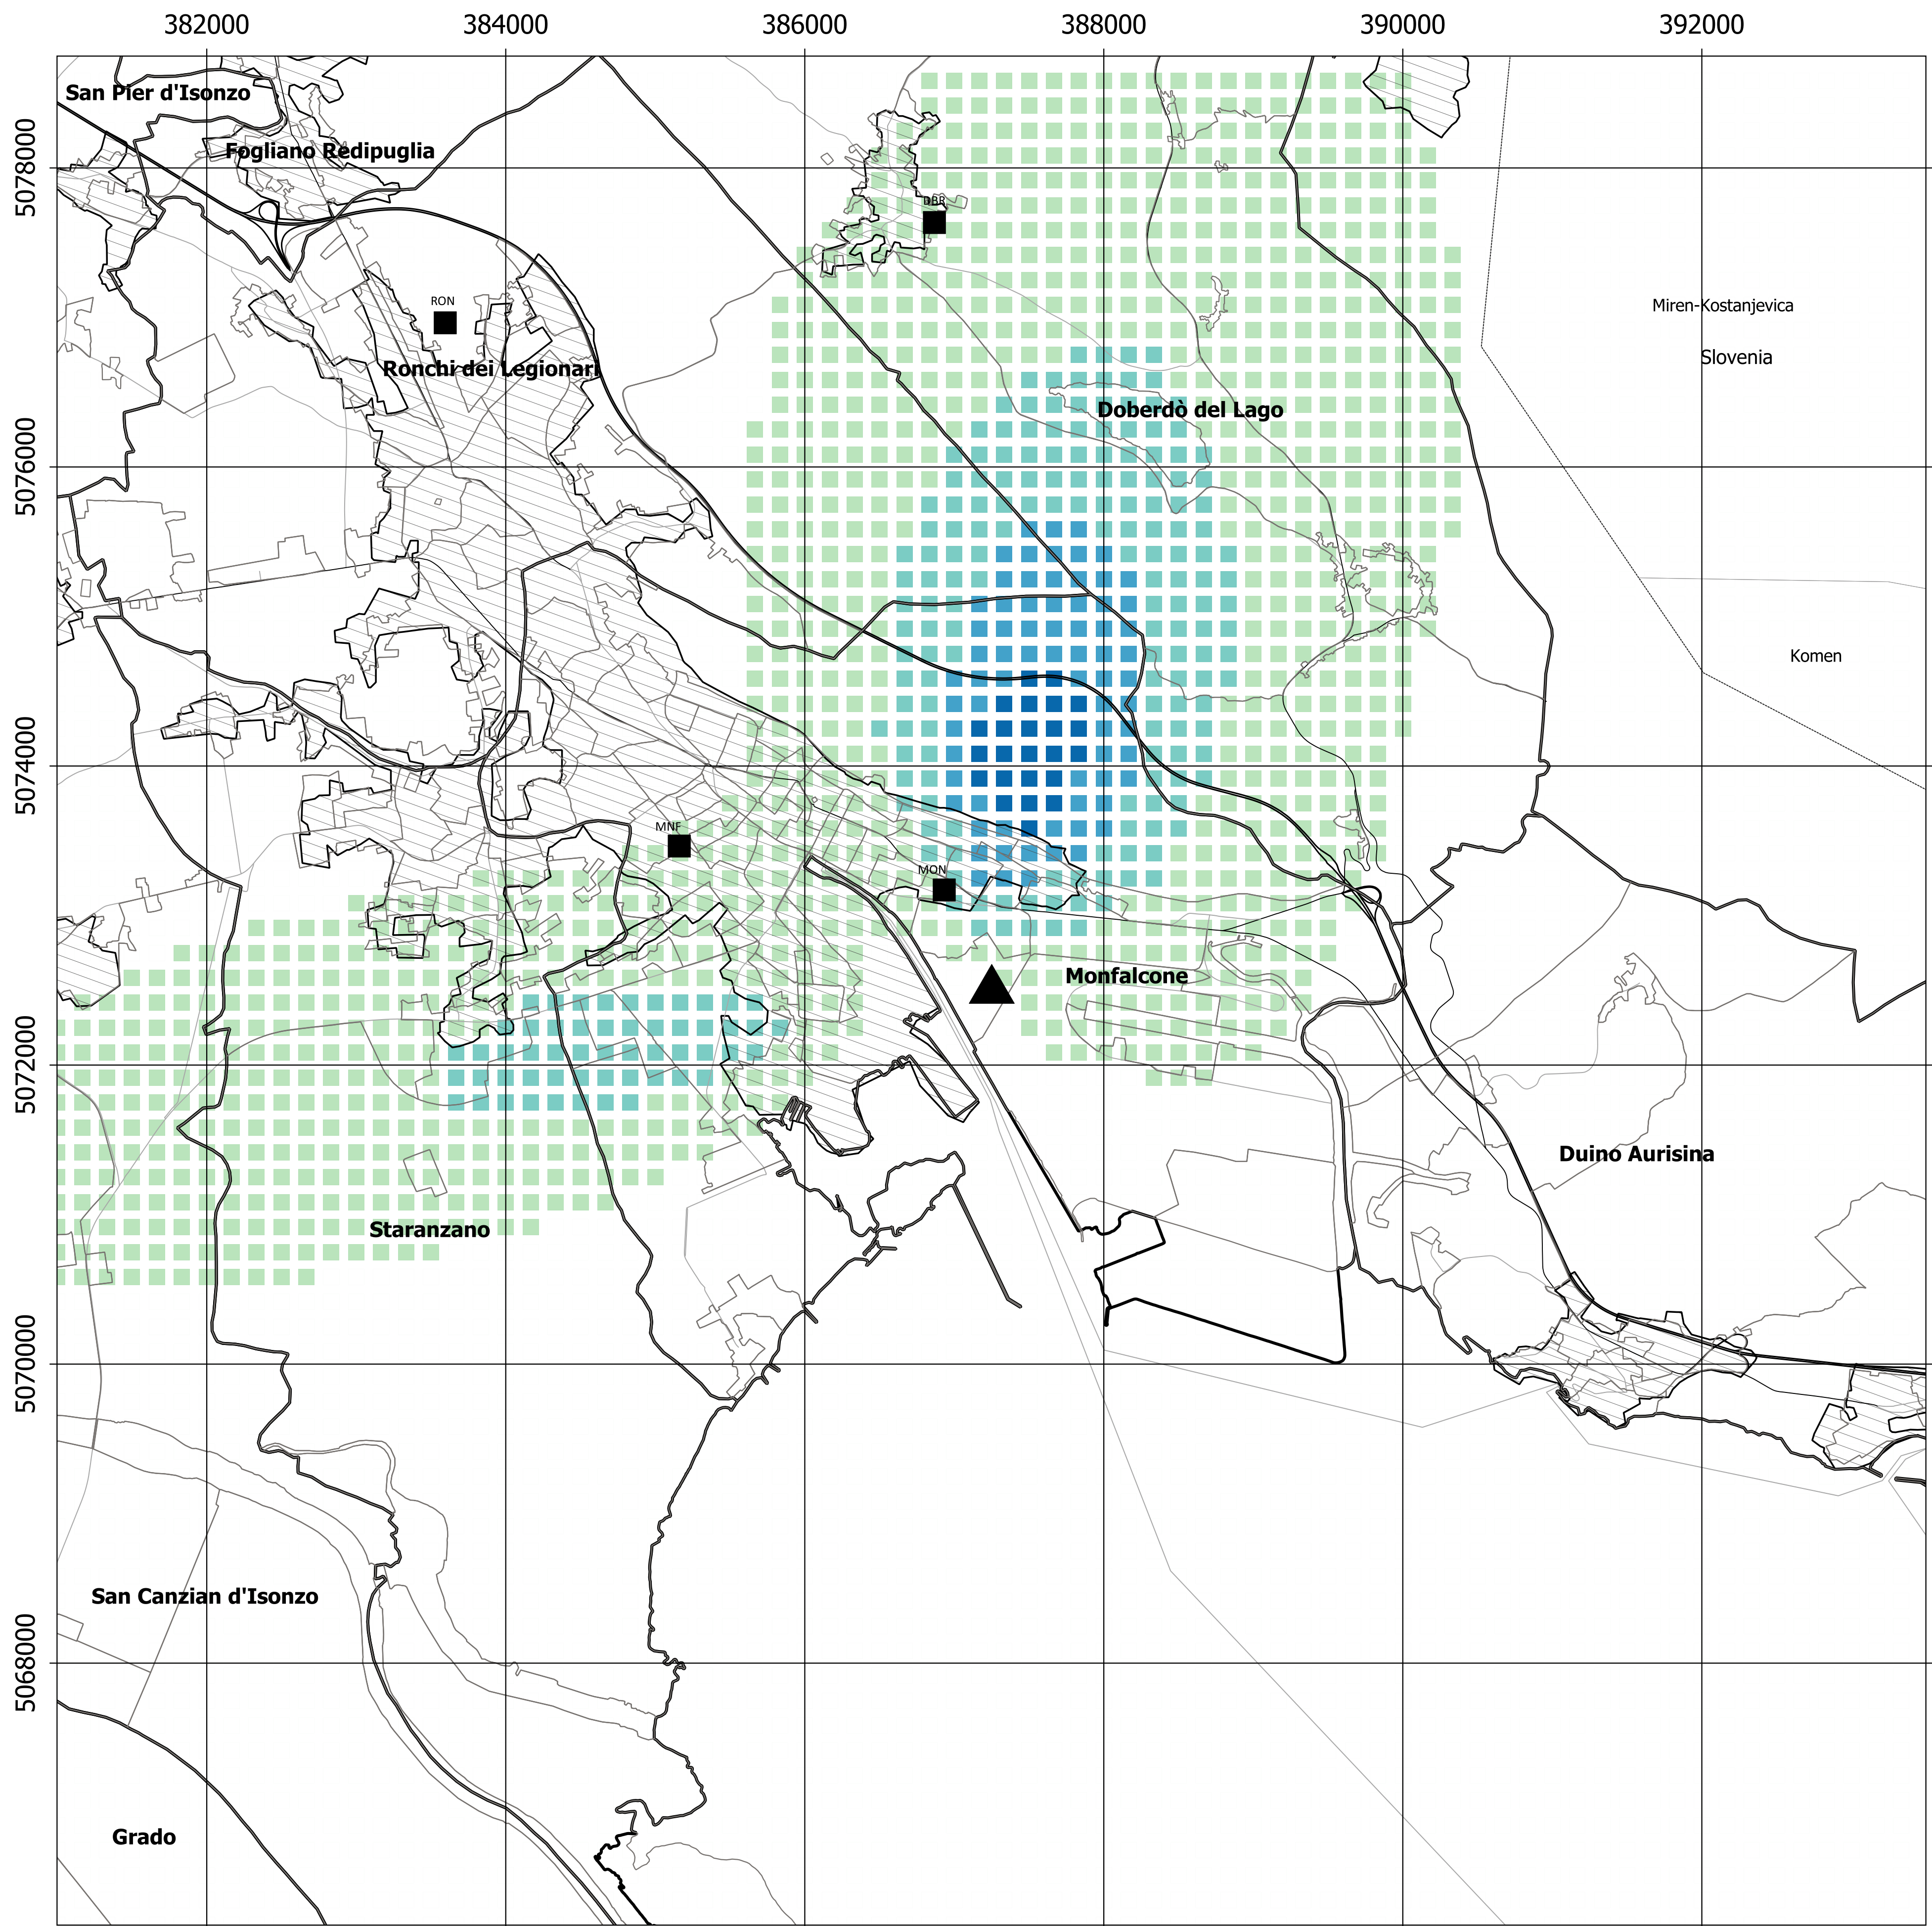 382000 384000 386000 388000 390000 392000
San Pier d'Isonzo
Fogliano Redipuglia
5078000
DBR
RON
Miren-Kostanjevica
Slovenia
Ronchi dei Legionari
Doberdò del Lago
5076000
Komen
5074000
MNF
MON
Monfalcone
5072000
Duino Aurisina
Staranzano
5070000
San Canzian d'Isonzo
5068000
Grado